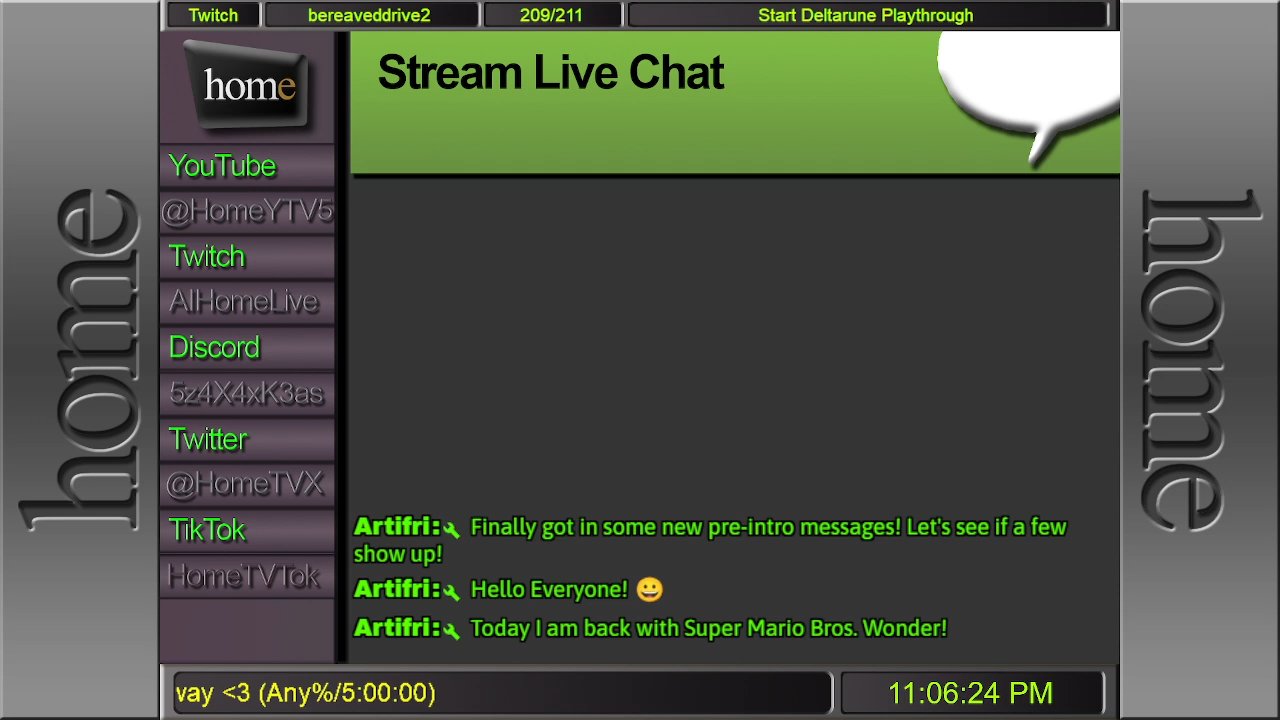 Twitch
bereaveddrive2
209/211
Start Deltarune Playthrough
home
Stream Live Chat
YouTube
@HomeYTV5
Twitch
AIHomeLive
Discord
5z4X4xK3as
Twitter
@HomeTVX
TikTok
HomeTVTok
home
home
Artifri: Finally got in some new pre-intro messages! Let's see if a few
show up!
Artifri: Hello Everyone! 😀
Artifri: Today I am back with Super Mario Bros. Wonder!
vay <3 (Any%/5:00:00)
11:06:24 PM